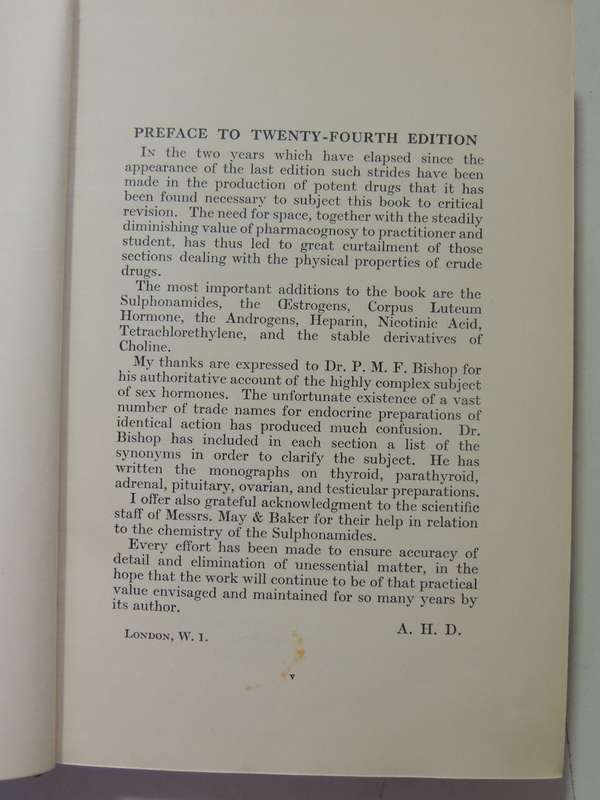 PREFACE TO TWENTY-FOURTH EDITION
In the two years which have elapsed since the
appearance of the last edition such strides have been
made in the production of potent drugs that it has
been found necessary to subject this book to critical
revision. The need for space, together with the steadily
diminishing value of pharmacognosy to practitioner and
student, has thus led to great curtailment of those
sections dealing with the physical properties of crude
drugs.
The most important additions to the book are the
Sulphonamides, the Œstrogens, Corpus Luteum
Hormone, the Androgens, Heparin, Nicotinic Acid,
Tetrachlorethylene, and the stable derivatives of
Choline.
My thanks are expressed to Dr. P. M. F. Bishop for
his authoritative account of the highly complex subject
of sex hormones. The unfortunate existence of a vast
number of trade names for endocrine preparations of
identical action has produced much confusion. Dr.
Bishop has included in each section a list of the
synonyms in order to clarify the subject. He has
written the monographs on thyroid, parathyroid,
adrenal, pituitary, ovarian, and testicular preparations.
I offer also grateful acknowledgment to the scientific
staff of Messrs. May & Baker for their help in relation
to the chemistry of the Sulphonamides.
Every effort has been made to ensure accuracy of
detail and elimination of unessential matter, in the
hope that the work will continue to be of that practical
value envisaged and maintained for so many years by
its author.
A. H. D.
London, W. 1.
v